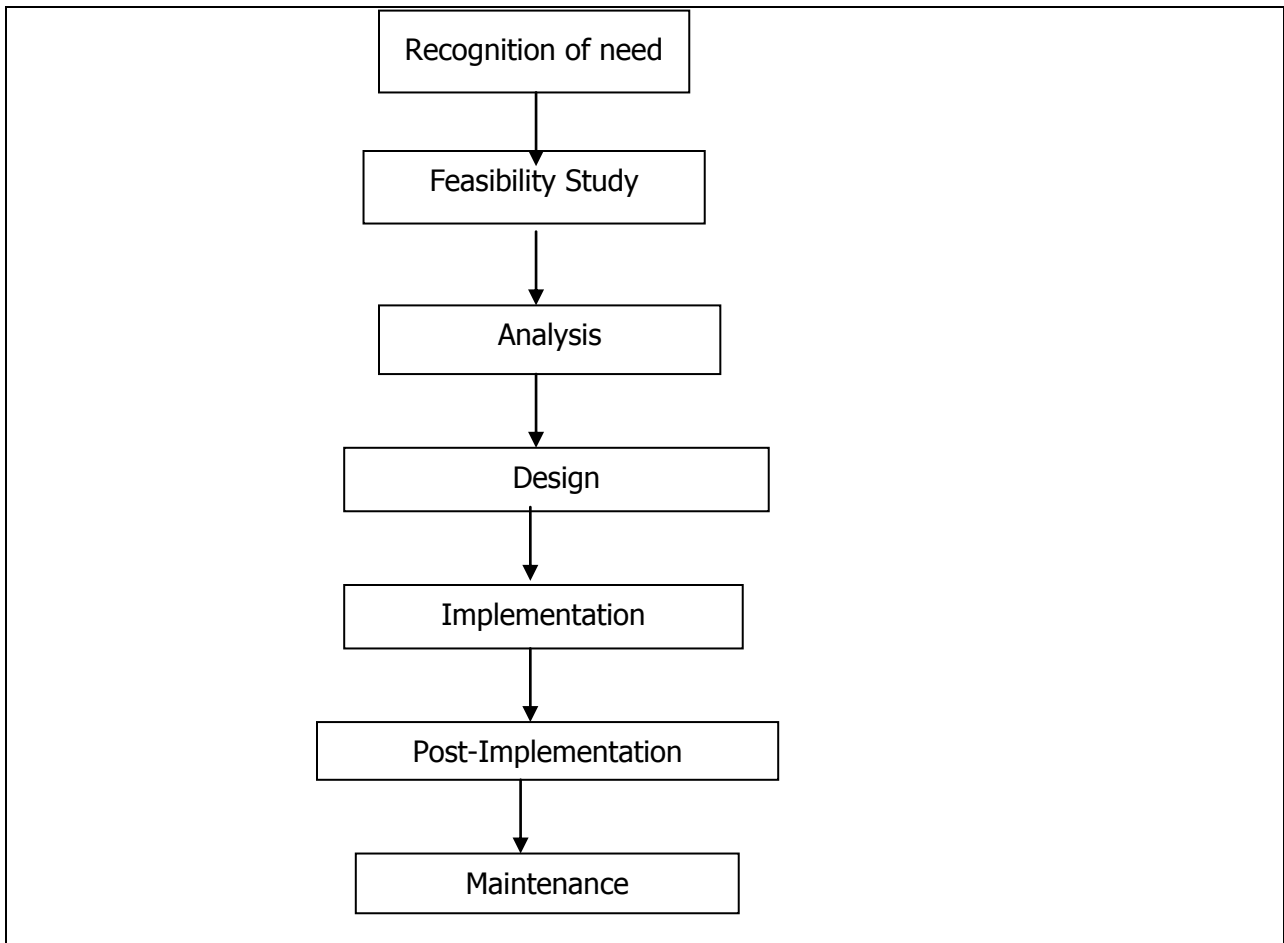 Recognition of need
Feasibility Study
Analysis
Design
Implementation
Post-Implementation
Maintenance